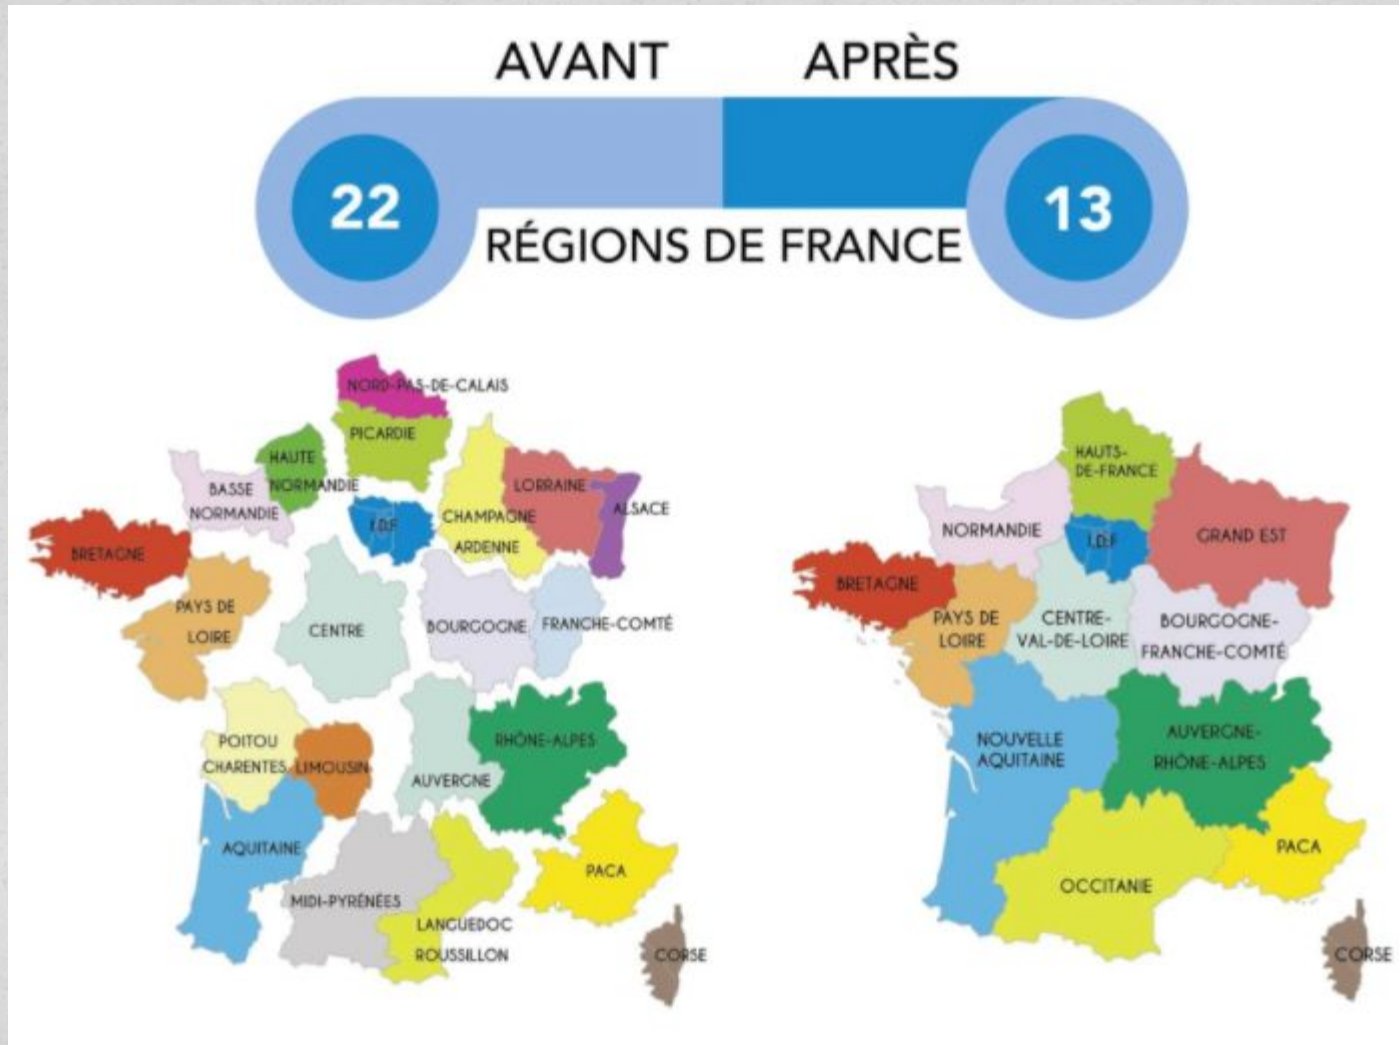 AVANT
APRÈS
22
13
RÉGIONS DE FRANCE
NORD-PAS-DE-CALAIS
PICARDIE
HAUTE
NORMANDIE
BASSE
NORMANDIE
I.D.F
CHAMPAGNE
ARDENNE
LORRAINE
ALSACE
BRETAGNE
PAYS DE
LOIRE
CENTRE
BOURGOGNE
FRANCHE-COMTÉ
POITOU
CHARENTES
LIMOUSIN
AUVERGNE
RHÔNE-ALPES
AQUITAINE
MIDI-PYRÉNÉES
LANGUEDOC
ROUSSILLON
PACA
CORSE
HAUTS-
DE-FRANCE
NORMANDIE
I.D.F
GRAND EST
BRETAGNE
PAYS DE
LOIRE
CENTRE-
VAL-DE-LOIRE
BOURGOGNE-
FRANCHE-COMTÉ
NOUVELLE
AQUITAINE
AUVERGNE-
RHÔNE-ALPES
OCCITANIE
PACA
CORSE